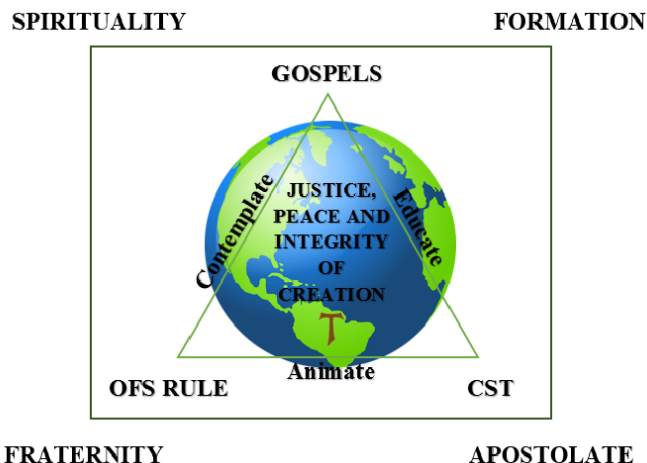 SPIRITUALITY
FORMATION
GOSPELS
Contemplate
JUSTICE,
PEACE AND
INTEGRITY
OF
CREATION
Educate
Animate
OFS RULE
CST
FRATERNITY
APOSTOLATE